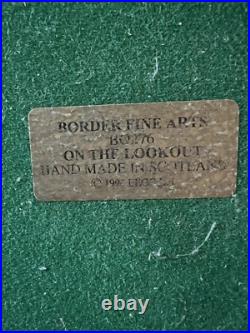 BORDER FINE ARTS
ON THE LOOKOUT
HAND MADE IN SCOTLAND
©